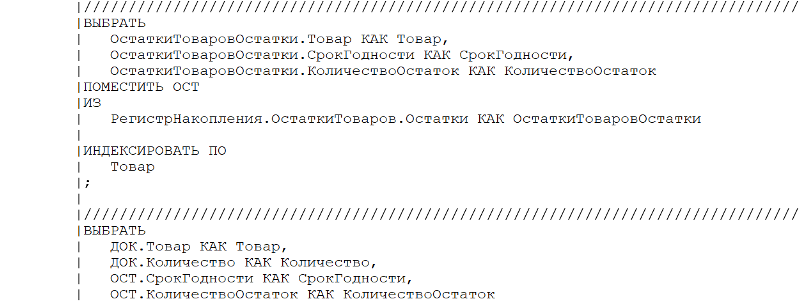 |////////////////////////////////////////////////////////////////////////////////
|ВЫБРАТЬ
|   ОстаткиТоваровОстатки.Товар КАК Товар,
|   ОстаткиТоваровОстатки.СрокГодности КАК СрокГодности,
|   ОстаткиТоваровОстатки.КоличествоОстаток КАК КоличествоОстаток
|ПОМЕСТИТЬ ОСТ
|ИЗ
|   РегистрНакопления.ОстаткиТоваров.Остатки КАК ОстаткиТоваровОстатки
|
|ИНДЕКСИРОВАТЬ ПО
|   Товар
|;
|
|////////////////////////////////////////////////////////////////////////////////
|ВЫБРАТЬ
|   ДОК.Товар КАК Товар,
|   ДОК.Количество КАК Количество,
|   ОСТ.СрокГодности КАК СрокГодности,
|   ОСТ.КоличествоОстаток КАК КоличествоОстаток